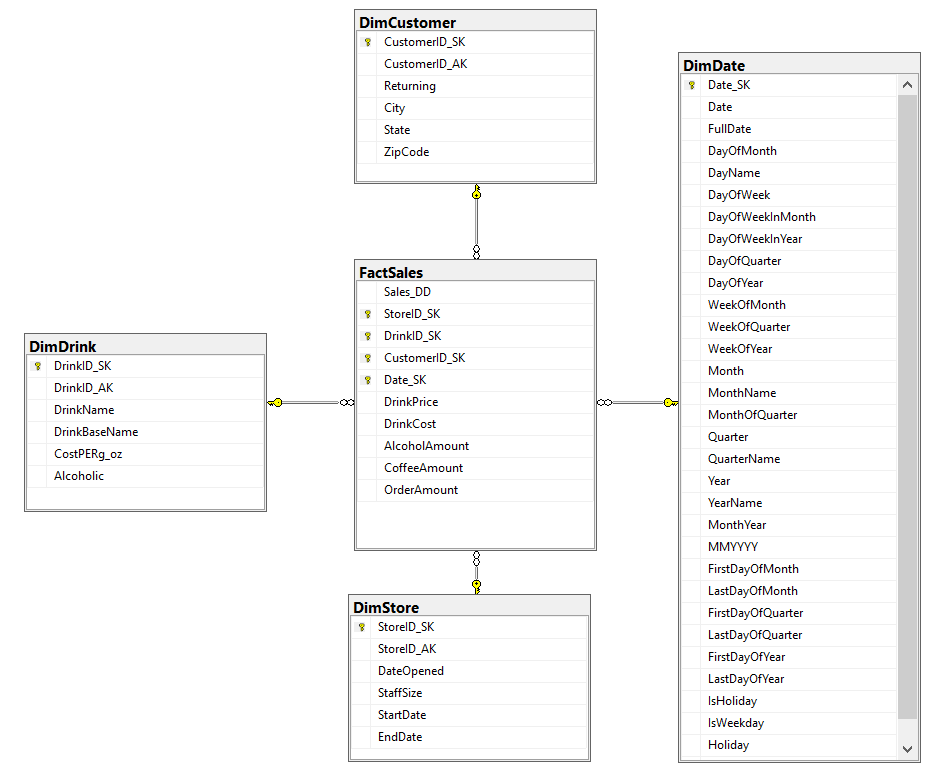 DimCustomer
CustomerID_SK
CustomerID_AK
Returning
City
State
ZipCode
DimDate
Date_SK
Date
FullDate
DayOfMonth
DayName
DayOfWeek
DayOfWeekInMonth
DayOfWeekInYear
DayOfQuarter
DayOfYear
WeekOfMonth
WeekOfQuarter
WeekOfYear
Month
MonthName
MonthOfQuarter
Quarter
QuarterName
Year
YearName
MonthYear
MMYYYY
FirstDayOfMonth
LastDayOfMonth
FirstDayOfQuarter
LastDayOfQuarter
FirstDayOfYear
LastDayOfYear
IsHoliday
IsWeekday
Holiday
FactSales
Sales_DD
StoreID_SK
DrinkID_SK
CustomerID_SK
Date_SK
DrinkPrice
DrinkCost
AlcoholAmount
CoffeeAmount
OrderAmount
DimDrink
DrinkID_SK
DrinkID_AK
DrinkName
DrinkBaseName
CostPERg_oz
Alcoholic
DimStore
StoreID_SK
StoreID_AK
DateOpened
StaffSize
StartDate
EndDate